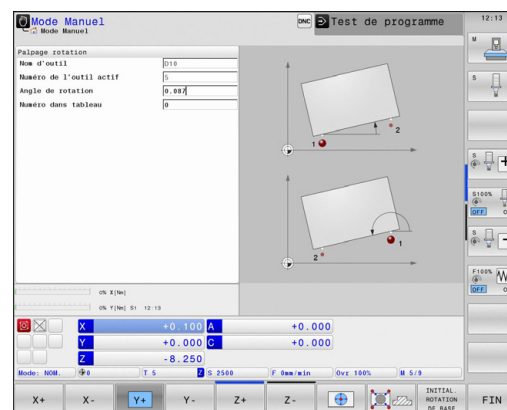 Mode Manuel
Mode Manuel
DNC
Test de programme
12:13
Palpage rotation
Nom d'outil D10
Numéro de l'outil actif 5
Angle de rotation 0.087
Numéro dans tableau 0
1
2
1
2
M
S
S
S100%
OFF
S
F100%
OFF
0% X[Nm]
0% Y[Nm] S1 12:13
X +0.100 A +0.000
Y +0.000 C +0.000
Z -8.250
Mode: NOM. 0 T 5 Z S 2500 F 0mm/min Ovr 100% M 5/9
X+
X-
Y+
Y-
Z+
Z-
INITIAL.
ROTATION
DE BASE
FIN